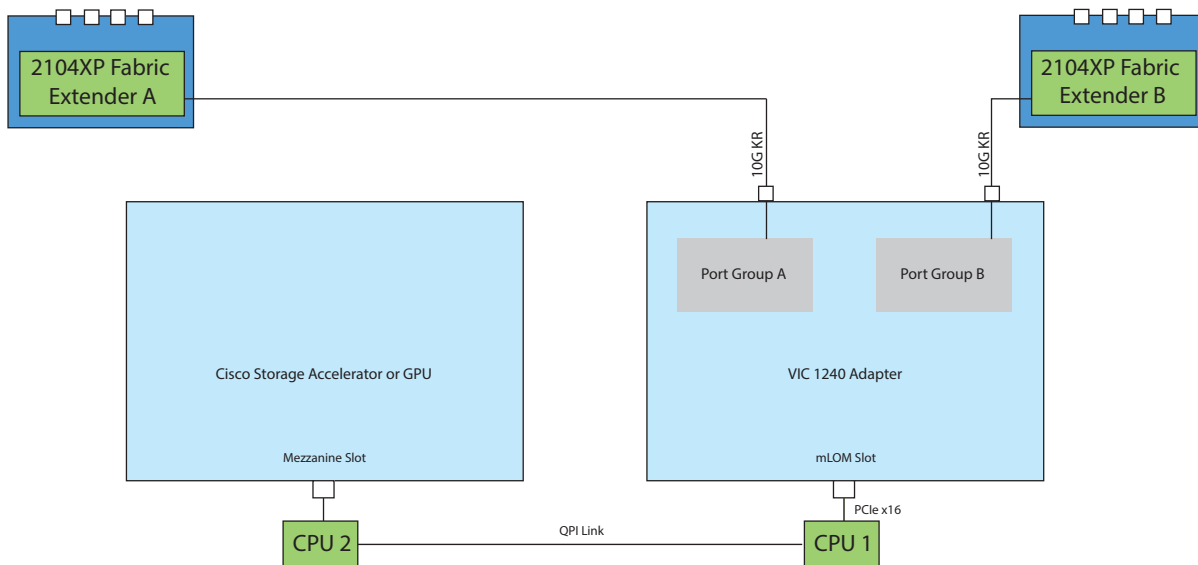 2104XP Fabric
Extender A
2104XP Fabric
Extender B
10G KR
10G KR
Port Group A
Port Group B
Cisco Storage Accelerator or GPU
VIC 1240 Adapter
Mezzanine Slot
mLOM Slot
PCIe x16
CPU 2
QPI Link
CPU 1